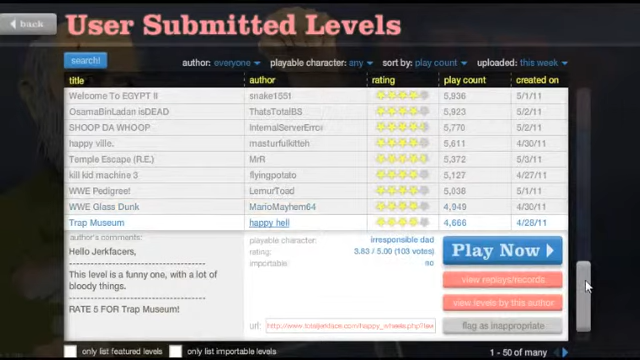 back
User Submitted Levels
search! author: everyone playable character: any sort by: play count uploaded: this week
title author rating play count created on
Welcome To EGYPT II snake1551 5,936 5/1/11
OsamaBinLadan isDEAD ThatsTotalBS 5,923 5/2/11
SHOOP DA WHOOP InternalServerError 5,770 5/2/11
happy ville. masturfulkitteh 5,611 4/30/11
Temple Escape (R.E.) MrR 5,372 5/3/11
kill kid machine 3 flyingpotato 5,127 4/27/11
WWE Pedigree! LemurToad 5,038 5/1/11
WWE Glass Dunk MarioMayhem64 4,949 4/30/11
Trap Museum happy hell 4,666 4/28/11
author's comments:
Hello Jerkfacers,
----------------------------------
This level is a funny one, with a lot of
bloody things.
----------------------------------
RATE 5 FOR Trap Museum!
playable character: irresponsible dad
rating: 3.83 / 5.00 (103 votes)
importable: no
url: http://www.totaljerkface.com/happy_wheels.php?lev
Play Now
view replays/records
view levels by this author
flag as inappropriate
only list featured levels only list importable levels 1 - 50 of many